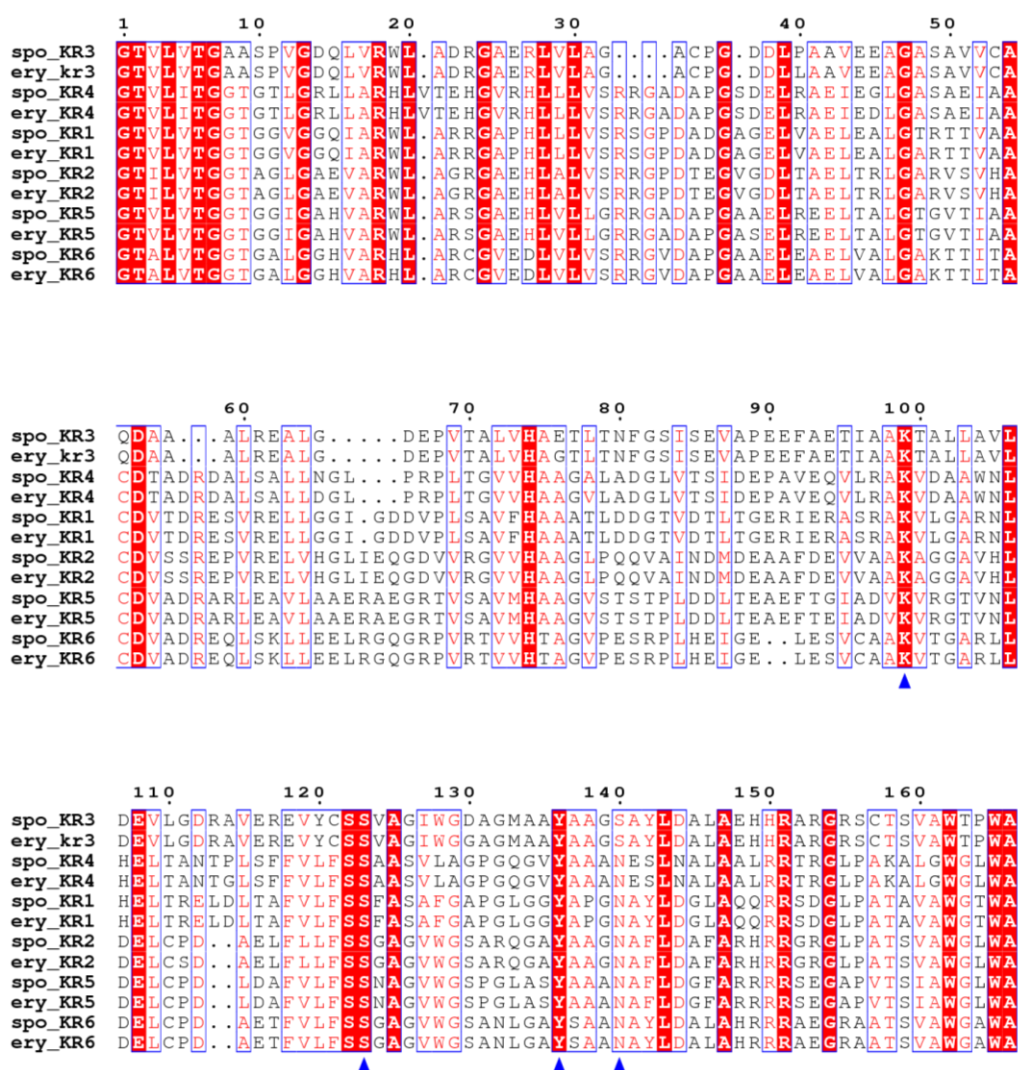 1 10 20 30 40 50
spo_KR3 GTVLVTGAASPVGDQLVRWL.ADRGAERLVLAG....ACPG.DDLPAAVEEAGASAVVCA
ery_kr3 GTVLVTGAASPVGDQLVRWL.ADRGAERLVLAG....ACPG.DDLLAAVEEAGASAVVCA
spo_KR4 GTVLITGGTGTLGRLLARHLVTEHGVRHLLLVSRRGADAPGSDELRAEIEGLGASAEIAA
ery_KR4 GTVLITGGTGTLGRLLARHLVTEHGVRHLLLVSRRGADAPGSDELRAEIEDLGASAEIAA
spo_KR1 GTVLVTGGTGGVGGQIARWL.ARRGAPHLLLVSRSGPDADGAGELVAELEALGTRTTVAA
ery_KR1 GTVLVTGGTGGVGGQIARWL.ARRGAPHLLLVSRSGPDADGAGELVAELEALGARTTVAA
spo_KR2 GTILVTGGTAGLGAEVARWL.AGRGAEHLALVSRRGPDTEGVGDLTAELTRLGARVSVHA
ery_KR2 GTILVTGGTAGLGAEVARWL.AGRGAEHLALVSRRGPDTEGVGDLTAELTRLGARVSVHA
spo_KR5 GTVLVTGGTGGIGAHVARWL.ARSGAEHLVLLGRRGADAPGAAELREELTALGTGVTIAA
ery_KR5 GTVLVTGGTGGIGAHVARWL.ARSGAEHLVLLGRRGADAPGAAELREELTALGTGVTIAA
spo_KR6 GTALVTGGTGALGGHVARHL.ARCGVEDLVLVSRRGVDAPGAAELEAELVALGAKTTITA
ery_KR6 GTALVTGGTGALGGHVARHL.ARCGVEDLVLVSRRGVDAPGAAELEAELVALGAKTTITA
60 70 80 90 100
spo_KR3 QDAA...ALREALG.....DEPVTALVHAETLTNFGSISEVAPEEFAETIAAKTALLAVL
ery_kr3 QDAA...ALREALG.....DEPVTALVHAGTLTNFGSISEVAPEEFAETIAAKTALLAVL
spo_KR4 CDTADRDALSALLNGL...PRPLTGVVHAAGVLADGLVTSIDEPAVEQVLRAKVDAAWNL
ery_KR4 CDTADRDALSALLDGL...PRPLTGVVHAAGVLADGLVTSIDEPAVEQVLRAKVDAAWNL
spo_KR1 CDVTDRESVRELLGGI.GDDVPLSAVFHAAATLDDGTVDTLTGERIERASRAKVLGARNL
ery_KR1 CDVTDRESVRELLGGI.GDDVPLSAVFHAAATLDDGTVDTLTGERIERASRAKVLGARNL
spo_KR2 CDVSSREPVRELVHGLIEQGDVVRGVVHAAGLPQQVAINDMDEAAFDEVVAAKAGGAVHL
ery_KR2 CDVSSREPVRELVHGLIEQGDVVRGVVHAAGLPQQVAINDMDEAAFDEVVAAKAGGAVHL
spo_KR5 CDVADRARLEAVLAAERAEGRTVSAVMHAAGVSTSTPLDDLTEAEFTGIADVKVRGTVNL
ery_KR5 CDVADRARLEAVLAAERAEGRTVSAVMHAAGVSTSTPLDDLTEAEFTEIADVKVRGTVNL
spo_KR6 CDVADREQLSKLLEELRGQGRPVRTVVHTAGVPESRPLHEIGE..LESVCAAKVTGARLL
ery_KR6 CDVADREQLSKLLEELRGQGRPVRTVVHTAGVPESRPLHEIGE..LESVCAAKVTGARLL
110 120 130 140 150 160
spo_KR3 DEVLGDRAVEREVYCSSVAGIWGDAGMAAYAAGSAYLDALAEHHRARGRSCTSVAWTPWA
ery_kr3 DEVLGDRAVEREVYCSSVAGIWGGAGMAAYAAGSAYLDALAEHHRARGRSCTSVAWTPWA
spo_KR4 HELTANTPLSFFVLFSSAASVLAGPGQGVYAAANESLNALAALRRTRGLPAKALGWGLWA
ery_KR4 HELTANTGLSFFVLFSSAASVLAGPGQGVYAAANESLNALAALRRTRGLPAKALGWGLWA
spo_KR1 HELTRELDLTAFVLFSSFASAFGAPGLGGYAPGNAYLDGLAQQRRSDGLPATAVAWGTWA
ery_KR1 HELTRELDLTAFVLFSSFASAFGAPGLGGYAPGNAYLDGLAQQRRSDGLPATAVAWGTWA
spo_KR2 DELCPD..AELFLLFSSGAGVWGSARQGAYAAGNAFLDAFARHRRGRGLPATSVAWGLWA
ery_KR2 DELCSD..AELFLLFSSGAGVWGSARQGAYAAGNAFLDAFARHRRGRGLPATSVAWGLWA
spo_KR5 DELCPD..LDAFVLFSSNAGVWGSPGLASYAAANAFLDGFARRRRSEGAPVTSIAWGLWA
ery_KR5 DELCPD..LDAFVLFSSNAGVWGSPGLASYAAANAFLDGFARRRRSEGAPVTSIAWGLWA
spo_KR6 DELCPD..AETFVLFSSGAGVWGSANLGAYSAANAYLDALAHRRRAEGRAATSVAWGAWA
ery_KR6 DELCPD..AETFVLFSSGAGVWGSANLGAYSAANAYLDALAHRRRAEGRAATSVAWGAWA